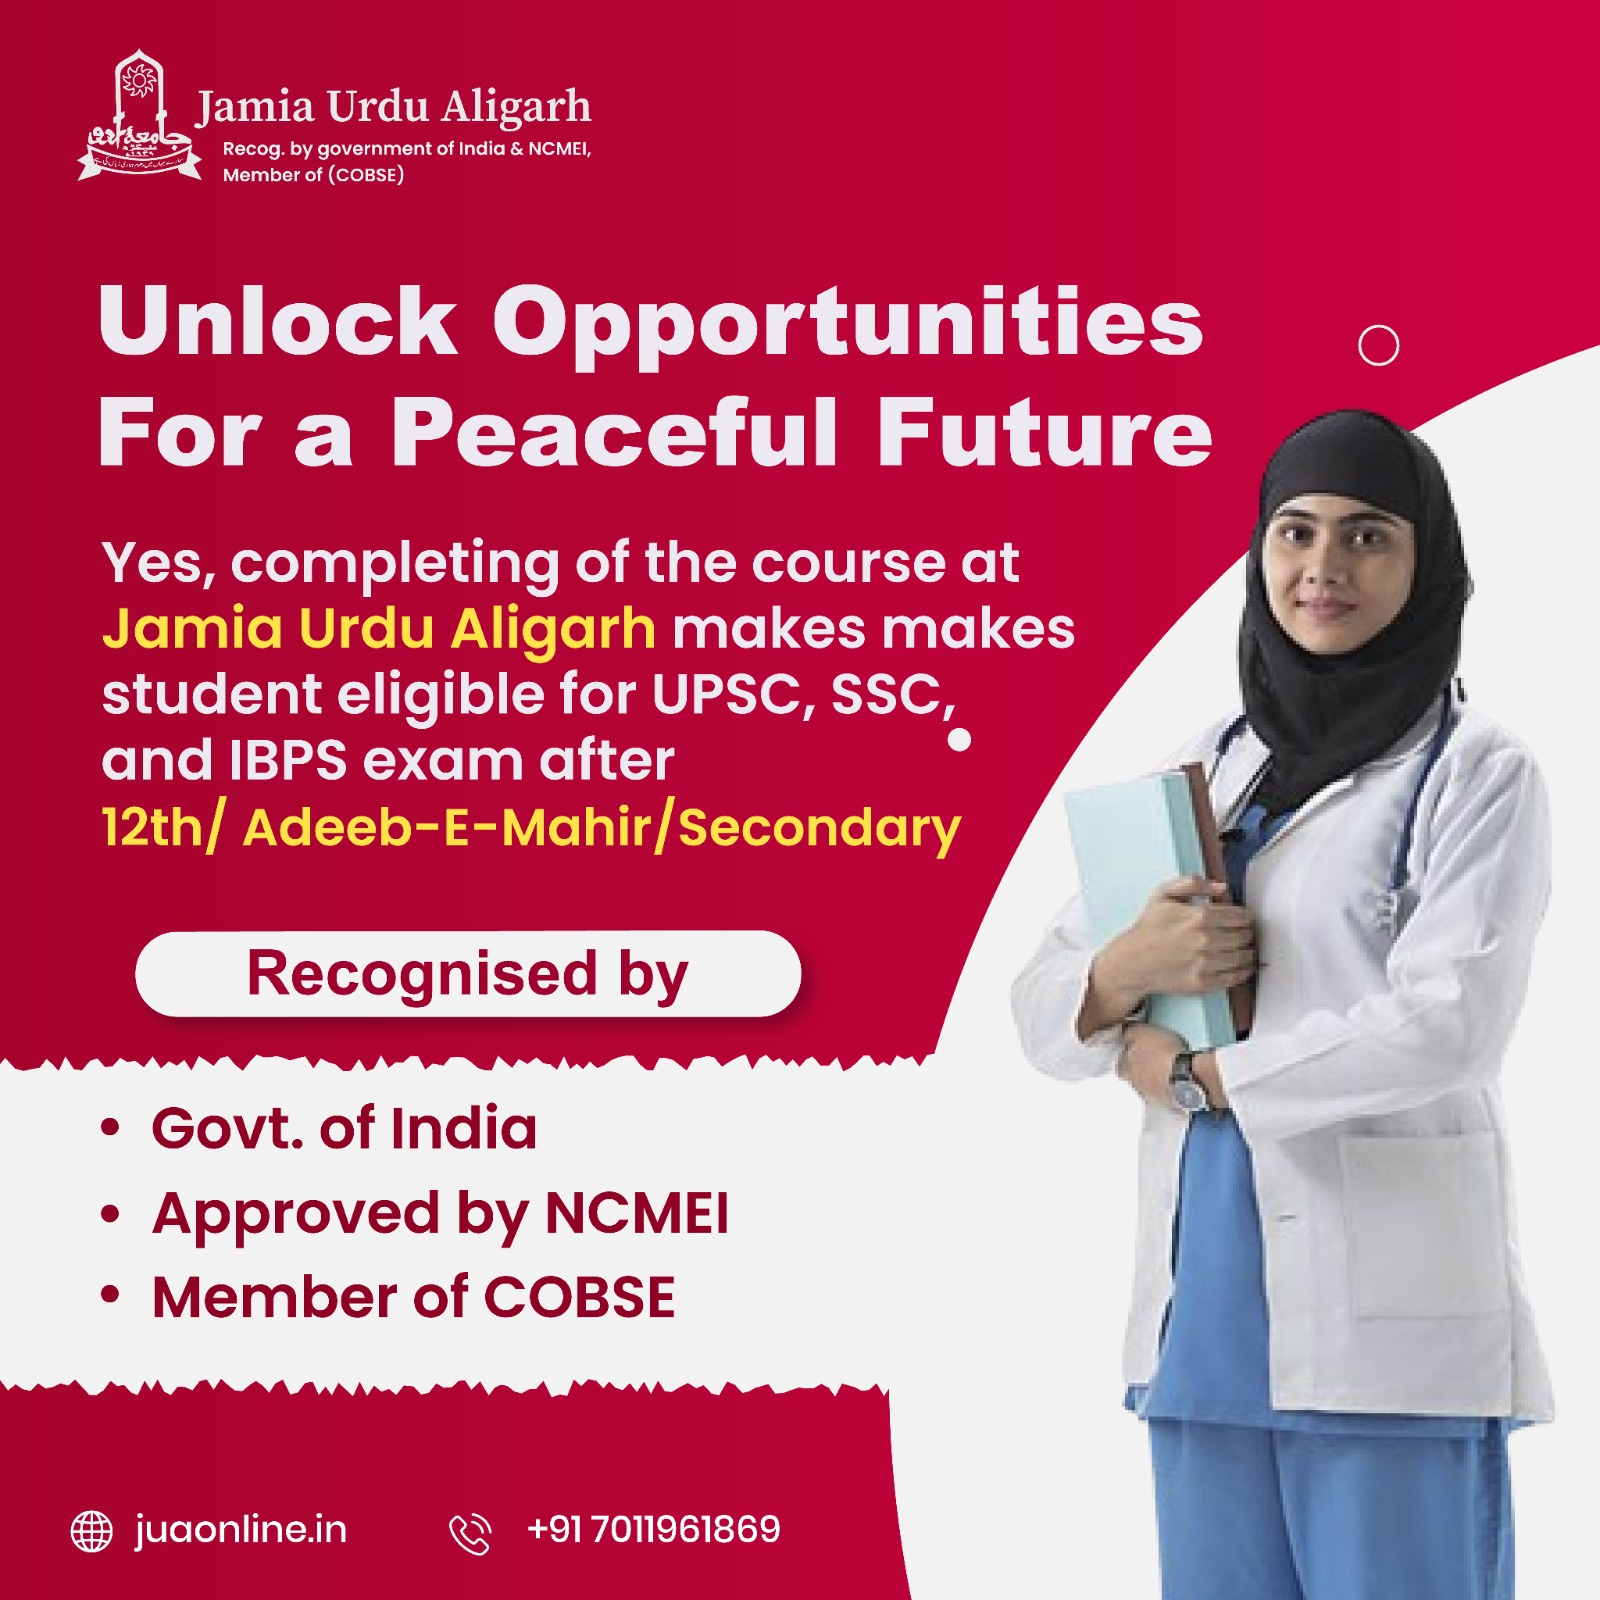 جامعہ اردو
Jamia Urdu Aligarh
Recog. by government of India & NCMEI,
Member of (COBSE)
Unlock Opportunities
For a Peaceful Future
Yes, completing of the course at
Jamia Urdu Aligarh makes makes
student eligible for UPSC, SSC,
and IBPS exam after
12th/ Adeeb-E-Mahir/Secondary
Recognised by
• Govt. of India
• Approved by NCMEI
• Member of COBSE
juaonline.in
+91 7011961869